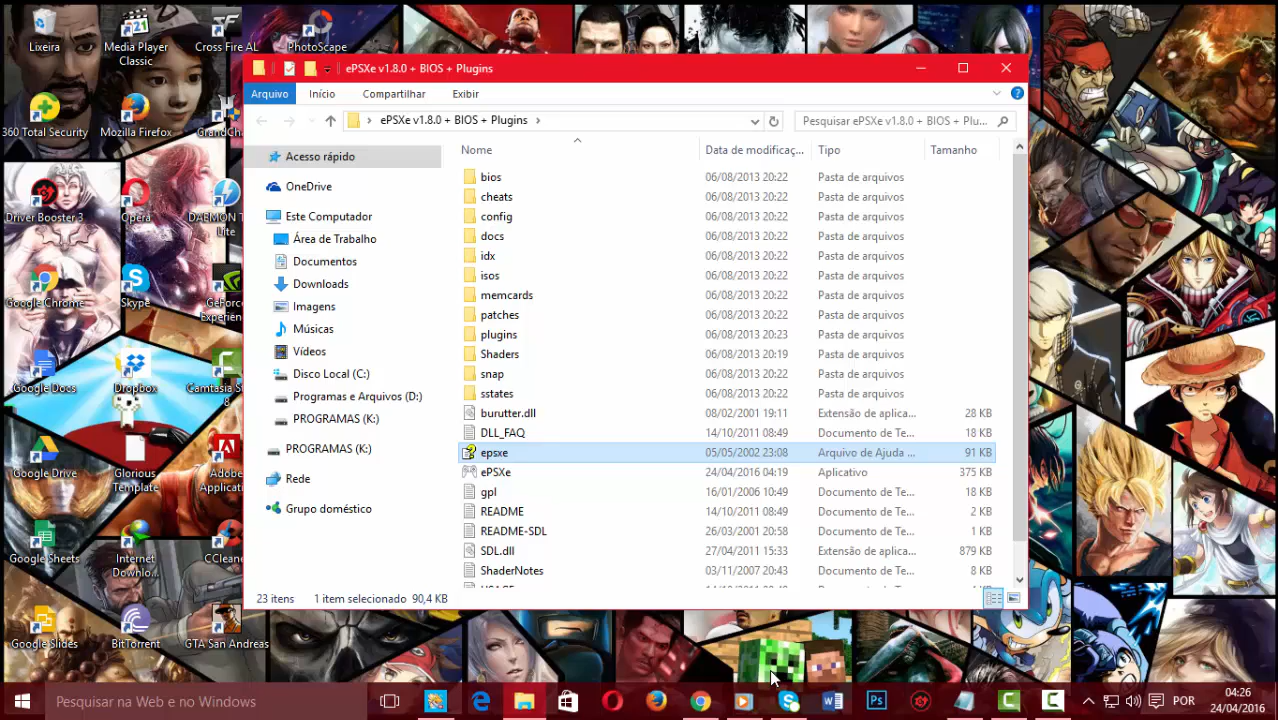 Lixeira
Media Player
Classic
Cross Fire AL
PhotoScape
360 Total Security
Mozilla Firefox
GrandCha
Driver Booster 3
Opera
DAEMON T
Lite
Google Chrome
Skype
GeForce
Experien
Google Docs
Dropbox
Camtasia St
8
Google Drive
Glorious
Template
Adobe
Applicati
Google Sheets
Internet
Downlo...
CCleane
Google Slides
BitTorrent
GTA San Andreas
ePSXe v1.8.0 + BIOS + Plugins
Arquivo
Início
Compartilhar
Exibir
ePSXe v1.8.0 + BIOS + Plugins
Pesquisar ePSXe v1.8.0 + BIOS + Plu...
Acesso rápido
OneDrive
Este Computador
Área de Trabalho
Documentos
Downloads
Imagens
Músicas
Vídeos
Disco Local (C:)
Programas e Arquivos (D:)
PROGRAMAS (K:)
PROGRAMAS (K:)
Rede
Grupo doméstico
Nome Data de modificaç... Tipo Tamanho
bios 06/08/2013 20:22 Pasta de arquivos
cheats 06/08/2013 20:22 Pasta de arquivos
config 06/08/2013 20:22 Pasta de arquivos
docs 06/08/2013 20:22 Pasta de arquivos
idx 06/08/2013 20:22 Pasta de arquivos
isos 06/08/2013 20:22 Pasta de arquivos
memcards 06/08/2013 20:22 Pasta de arquivos
patches 06/08/2013 20:22 Pasta de arquivos
plugins 06/08/2013 20:23 Pasta de arquivos
Shaders 06/08/2013 20:19 Pasta de arquivos
snap 06/08/2013 20:22 Pasta de arquivos
sstates 06/08/2013 20:22 Pasta de arquivos
burutter.dll 08/02/2001 19:11 Extensão de aplica... 28 KB
DLL_FAQ 14/10/2011 08:49 Documento de Te... 18 KB
epsxe 05/05/2002 23:08 Arquivo de Ajuda ... 91 KB
ePSXe 24/04/2016 04:19 Aplicativo 375 KB
gpl 16/01/2006 10:49 Documento de Te... 18 KB
README 14/10/2011 08:49 Documento de Te... 2 KB
README-SDL 26/03/2001 20:58 Documento de Te... 1 KB
SDL.dll 27/04/2011 15:33 Extensão de aplica... 879 KB
ShaderNotes 03/11/2007 20:43 Documento de Te... 8 KB
23 itens 1 item selecionado 90,4 KB
Pesquisar na Web e no Windows
POR
04:26
24/04/2016